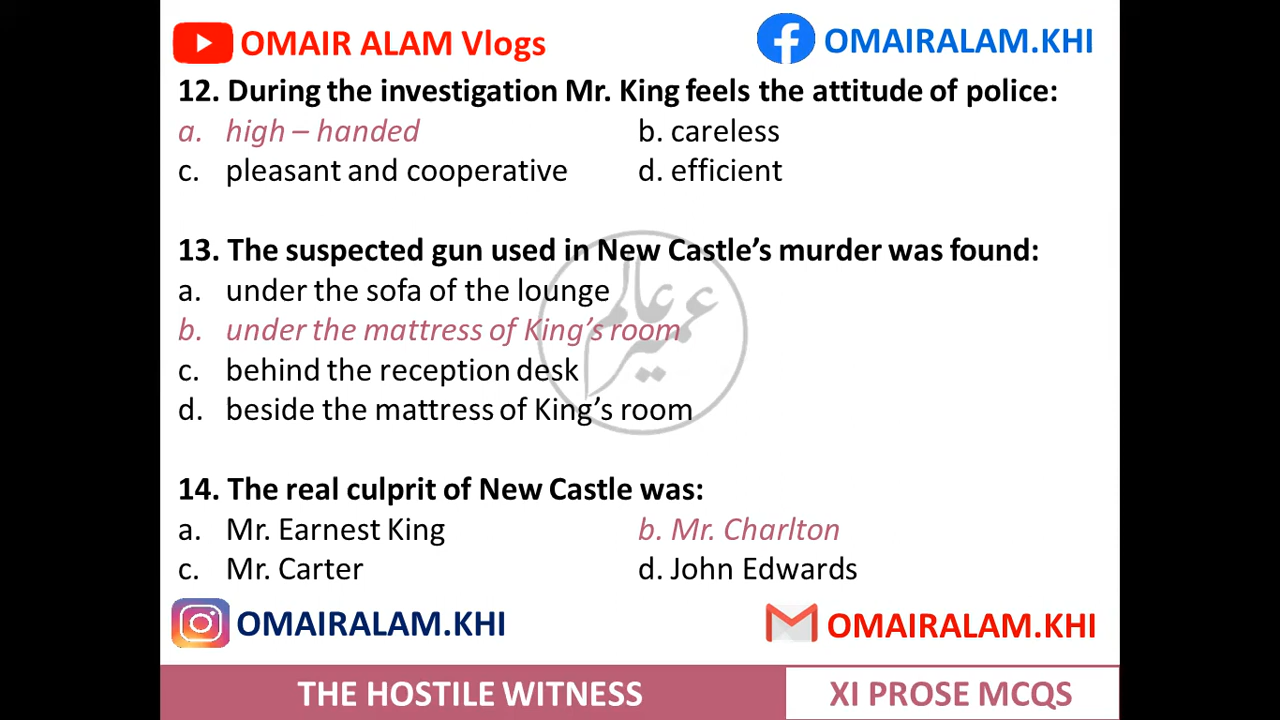 OMAIR ALAM Vlogs OMAIRALAM.KHI
12. During the investigation Mr. King feels the attitude of police:
a. high – handed b. careless
c. pleasant and cooperative d. efficient
13. The suspected gun used in New Castle’s murder was found:
a. under the sofa of the lounge
b. under the mattress of King’s room
c. behind the reception desk
d. beside the mattress of King’s room
عمیر عالم
14. The real culprit of New Castle was:
a. Mr. Earnest King b. Mr. Charlton
c. Mr. Carter d. John Edwards
OMAIRALAM.KHI OMAIRALAM.KHI
THE HOSTILE WITNESS XI PROSE MCQS